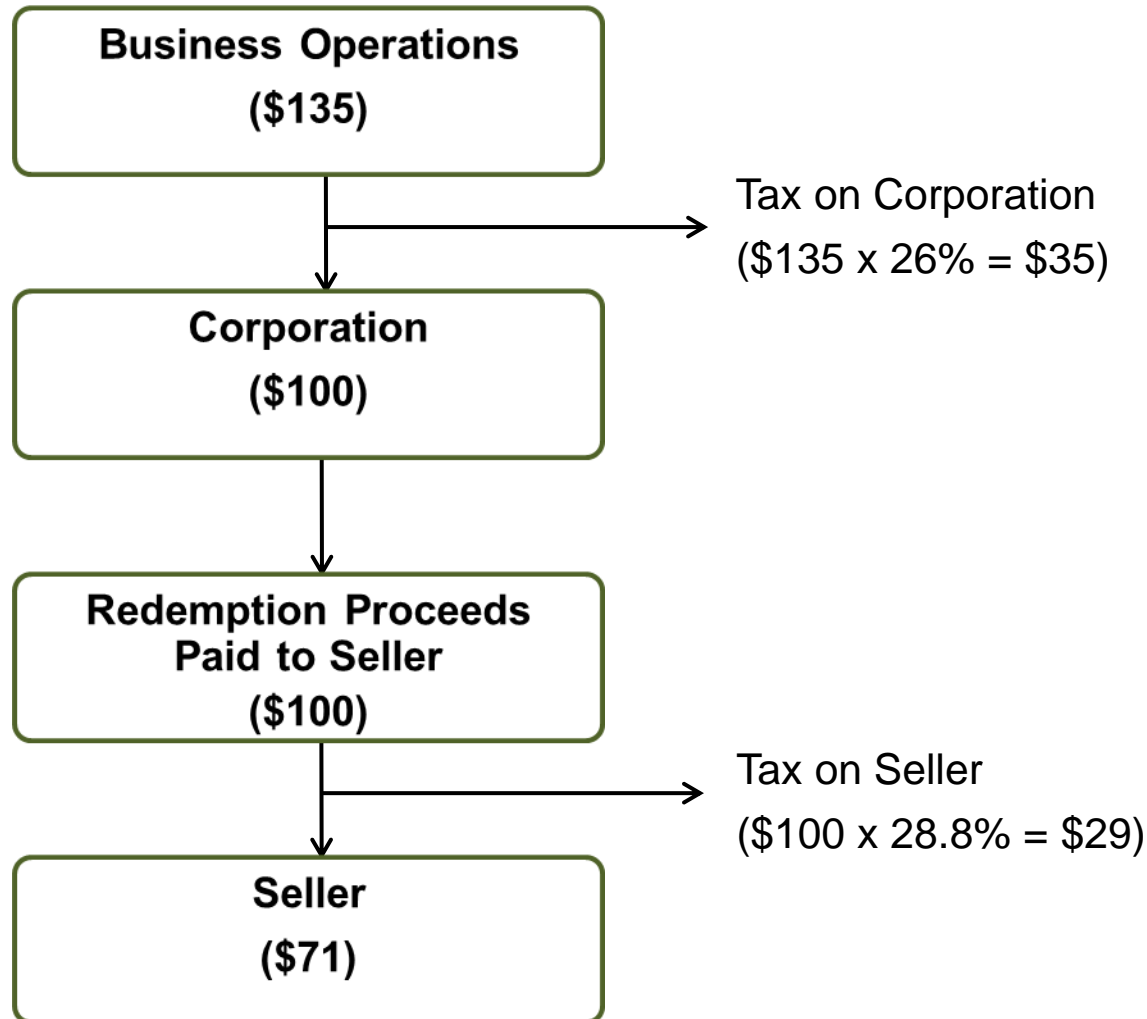 Business Operations
($135)
Tax on Corporation
($135 x 26% = $35)
Corporation
($100)
Redemption Proceeds
Paid to Seller
($100)
Tax on Seller
($100 x 28.8% = $29)
Seller
($71)